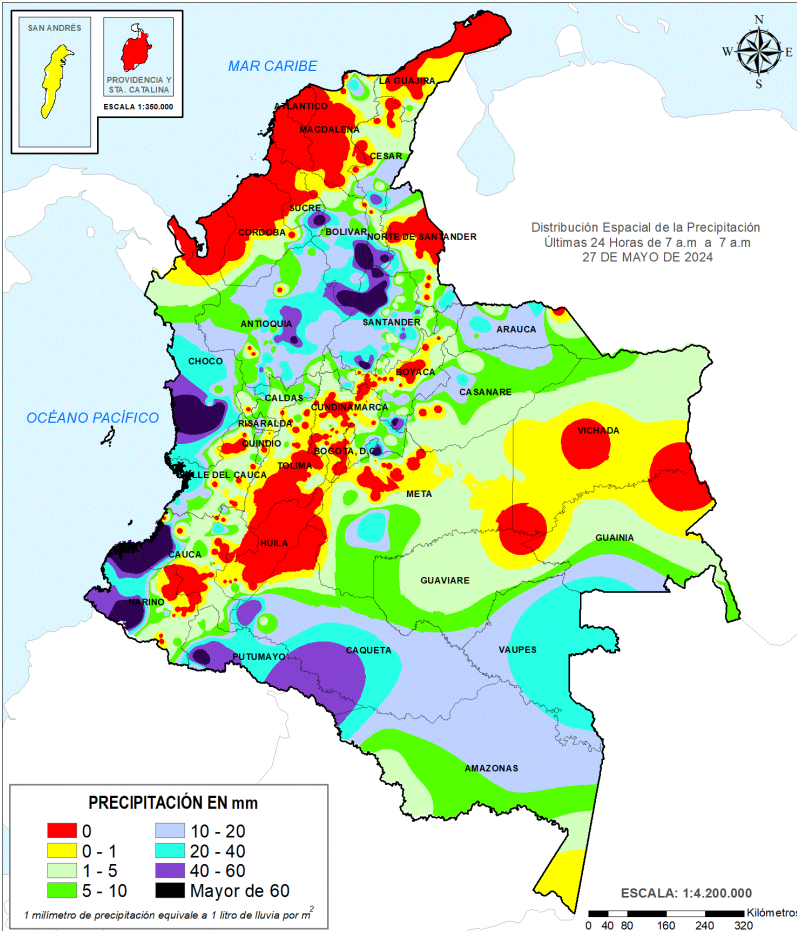 SAN ANDRÉS
PROVIDENCIA Y
STA. CATALINA
ESCALA 1:350.000
MAR CARIBE
N
W
E
S
LA GUAJIRA
ATLANTICO
MAGDALENA
CESAR
SUCRE
CORDOBA
BOLIVAR
NORTE DE SANTANDER
Distribución Espacial de la Precipitación
Últimas 24 Horas de 7 a.m a 7 a.m
27 DE MAYO DE 2024
ANTIOQUIA
SANTANDER
ARAUCA
CHOCO
BOYACA
CASANARE
OCÉANO PACÍFICO
CALDAS
CUNDINAMARCA
RISARALDA
VICHADA
QUINDIO
BOGOTA, D.C.
TOLIMA
VALLE DEL CAUCA
META
GUAINIA
HUILA
CAUCA
GUAVIARE
NARIÑO
PUTUMAYO
CAQUETA
VAUPES
AMAZONAS
PRECIPITACIÓN EN mm
0
10 - 20
0 - 1
20 - 40
1 - 5
40 - 60
5 - 10
Mayor de 60
1 milímetro de precipitación equivale a 1 litro de lluvia por m2
ESCALA: 1:4.200.000
0 40 80 160 240 320 Kilómetros